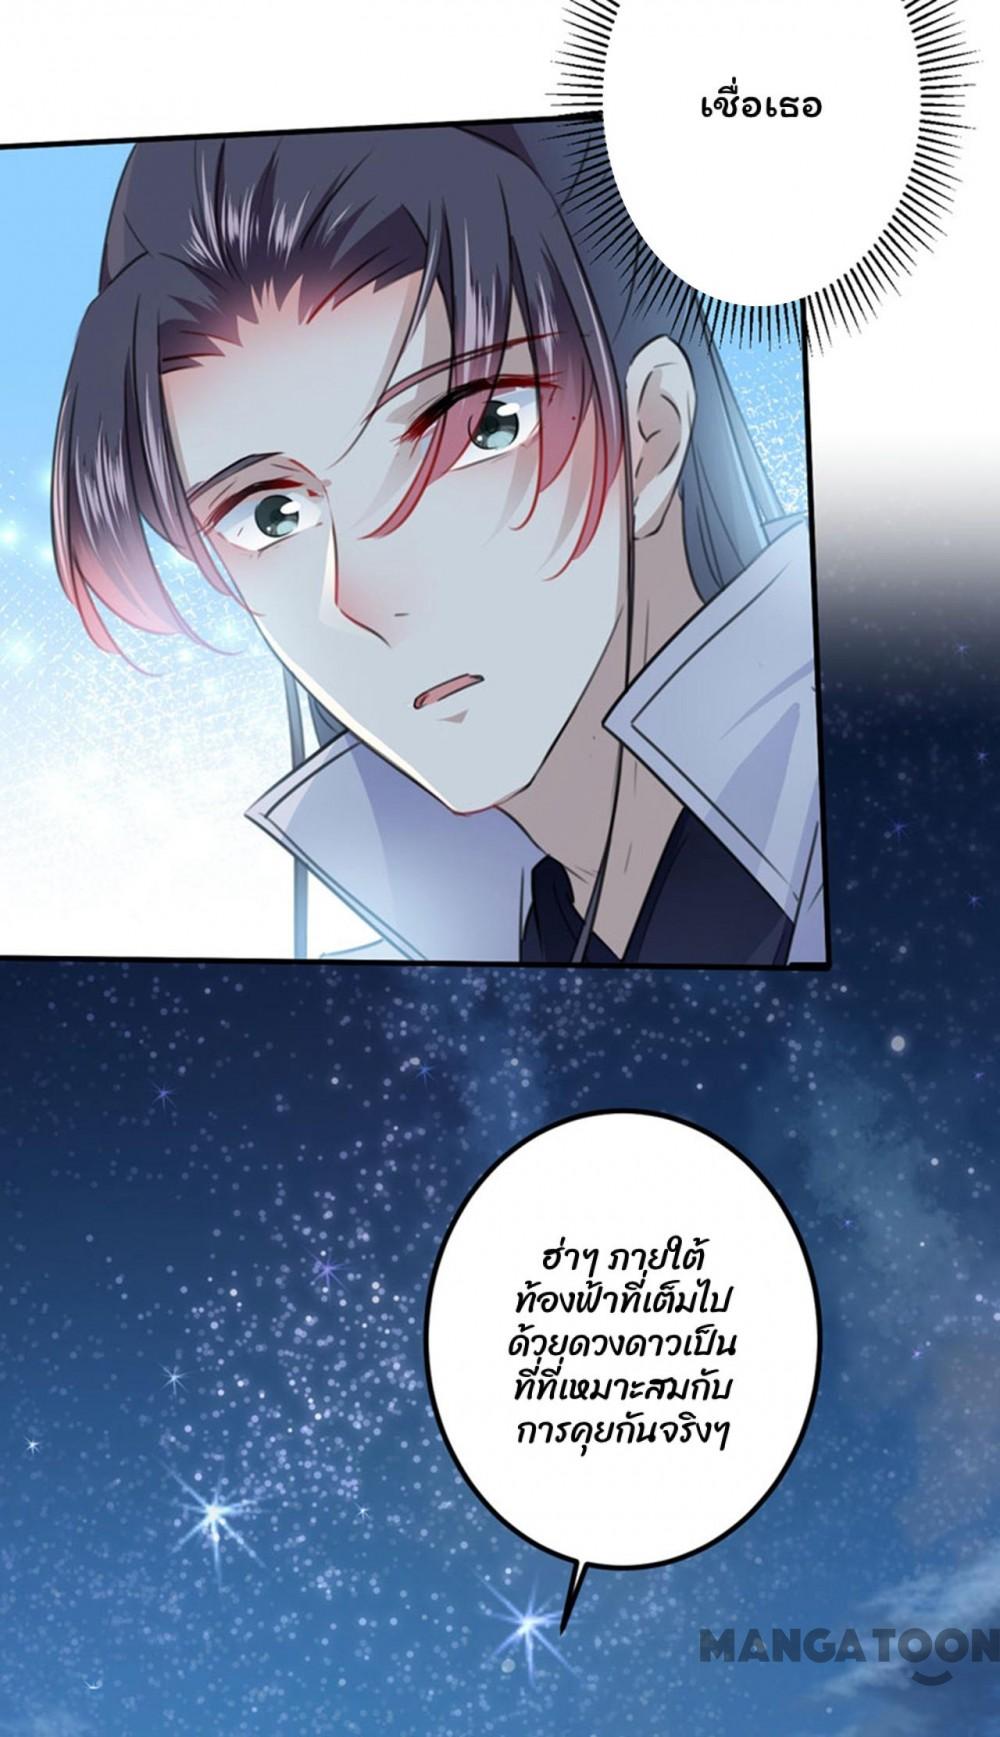 เชื่อเธอ
ฮ่าๆ ภายใต้
ท้องฟ้าที่เต็มไป
ด้วยดวงดาวเป็น
ที่ที่เหมาะสมกับ
การคุยกันจริงๆ
MANGATOON